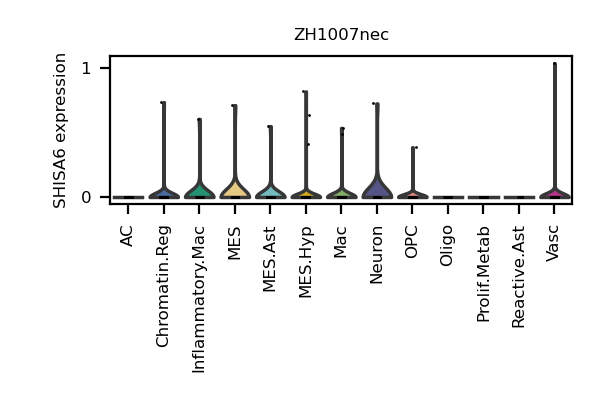 ZH1007nec
SHISA6 expression
1
0
AC
Chromatin.Reg
Inflammatory.Mac
MES
MES.Ast
MES.Hyp
Mac
Neuron
OPC
Oligo
Prolif.Metab
Reactive.Ast
Vasc